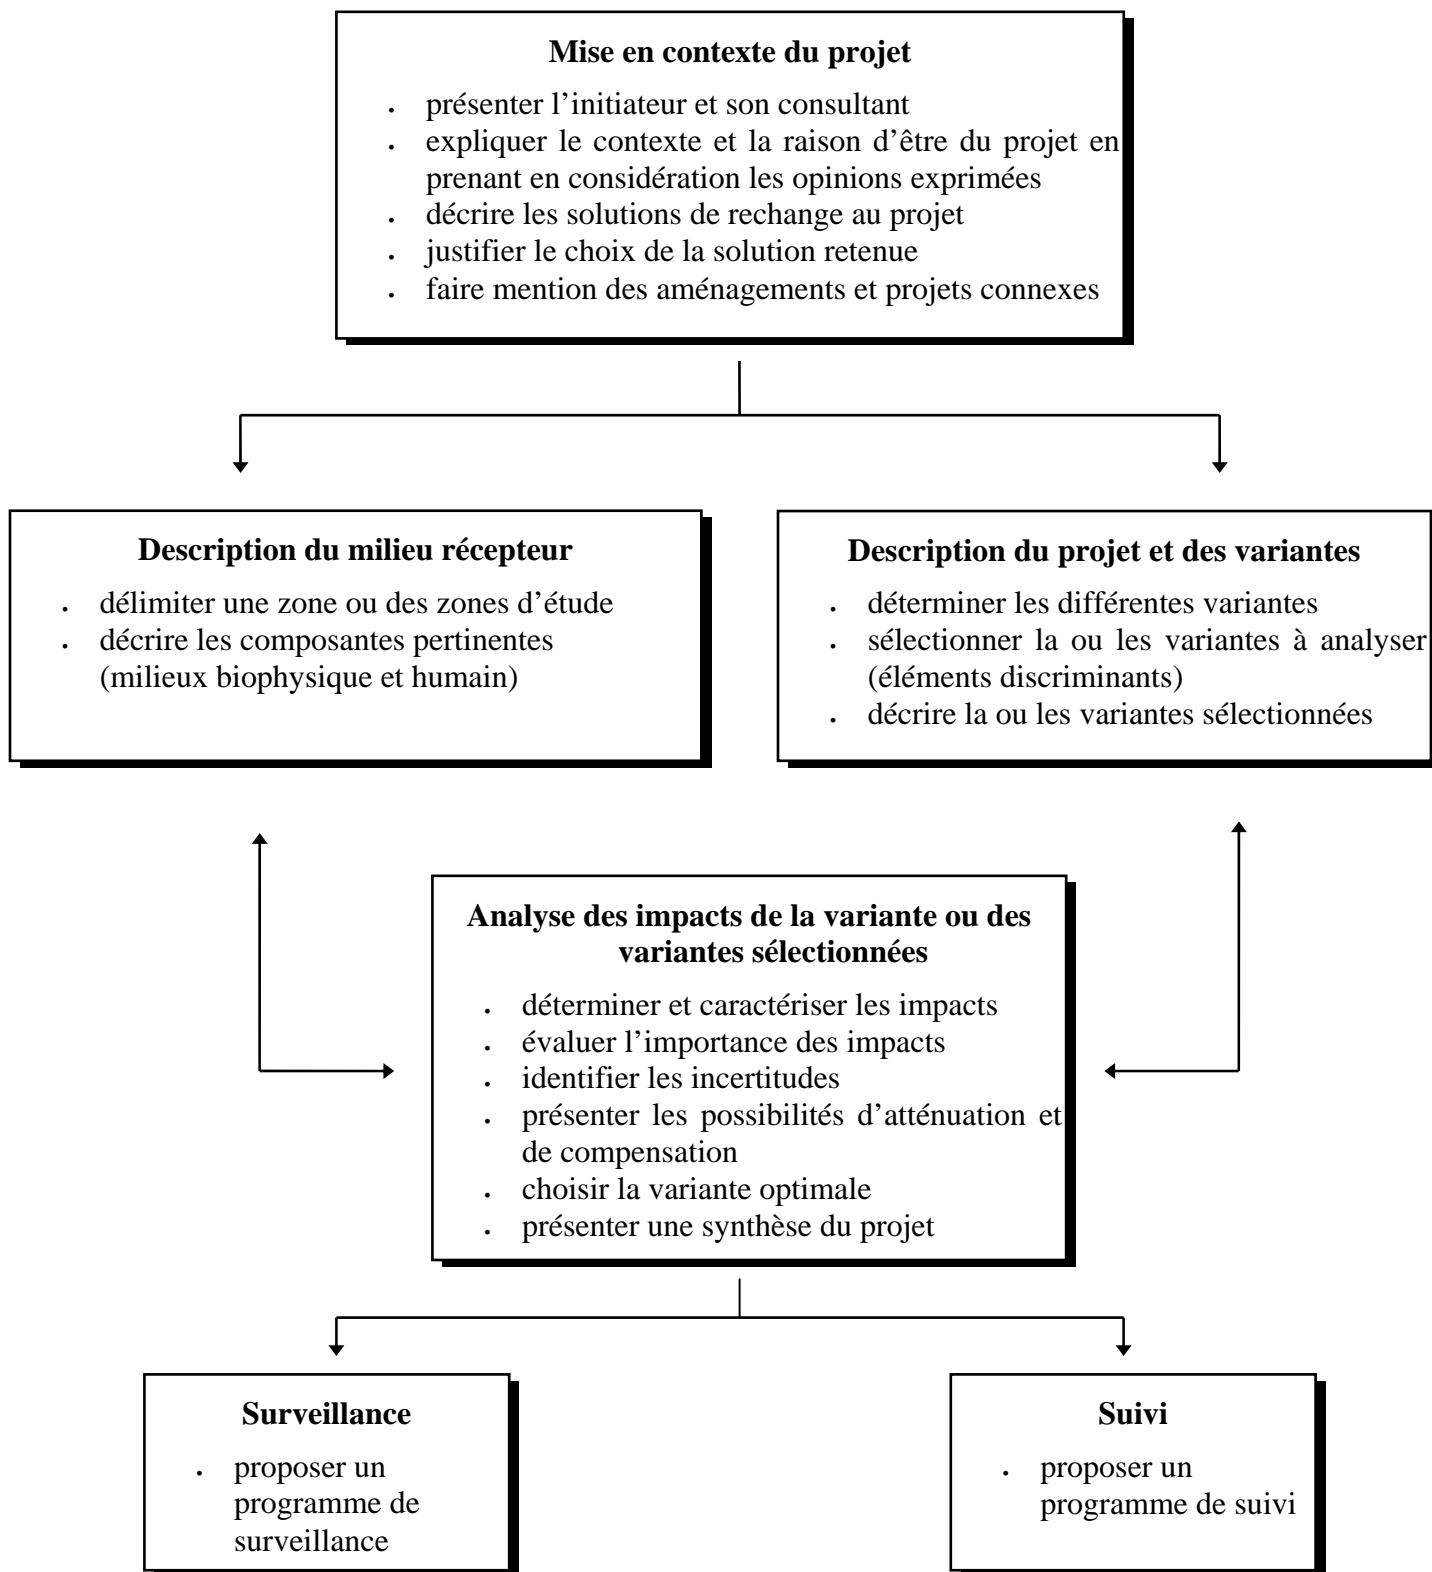 Mise en contexte du projet
. présenter l’initiateur et son consultant
. expliquer le contexte et la raison d’être du projet en
prenant en considération les opinions exprimées
. décrire les solutions de rechange au projet
. justifier le choix de la solution retenue
. faire mention des aménagements et projets connexes
Description du milieu récepteur
. délimiter une zone ou des zones d’étude
. décrire les composantes pertinentes
(milieux biophysique et humain)
Description du projet et des variantes
. déterminer les différentes variantes
. sélectionner la ou les variantes à analyser
(éléments discriminants)
. décrire la ou les variantes sélectionnées
Analyse des impacts de la variante ou des
variantes sélectionnées
. déterminer et caractériser les impacts
. évaluer l’importance des impacts
. identifier les incertitudes
. présenter les possibilités d’atténuation et
de compensation
. choisir la variante optimale
. présenter une synthèse du projet
Surveillance
. proposer un
programme de
surveillance
Suivi
. proposer un
programme de suivi